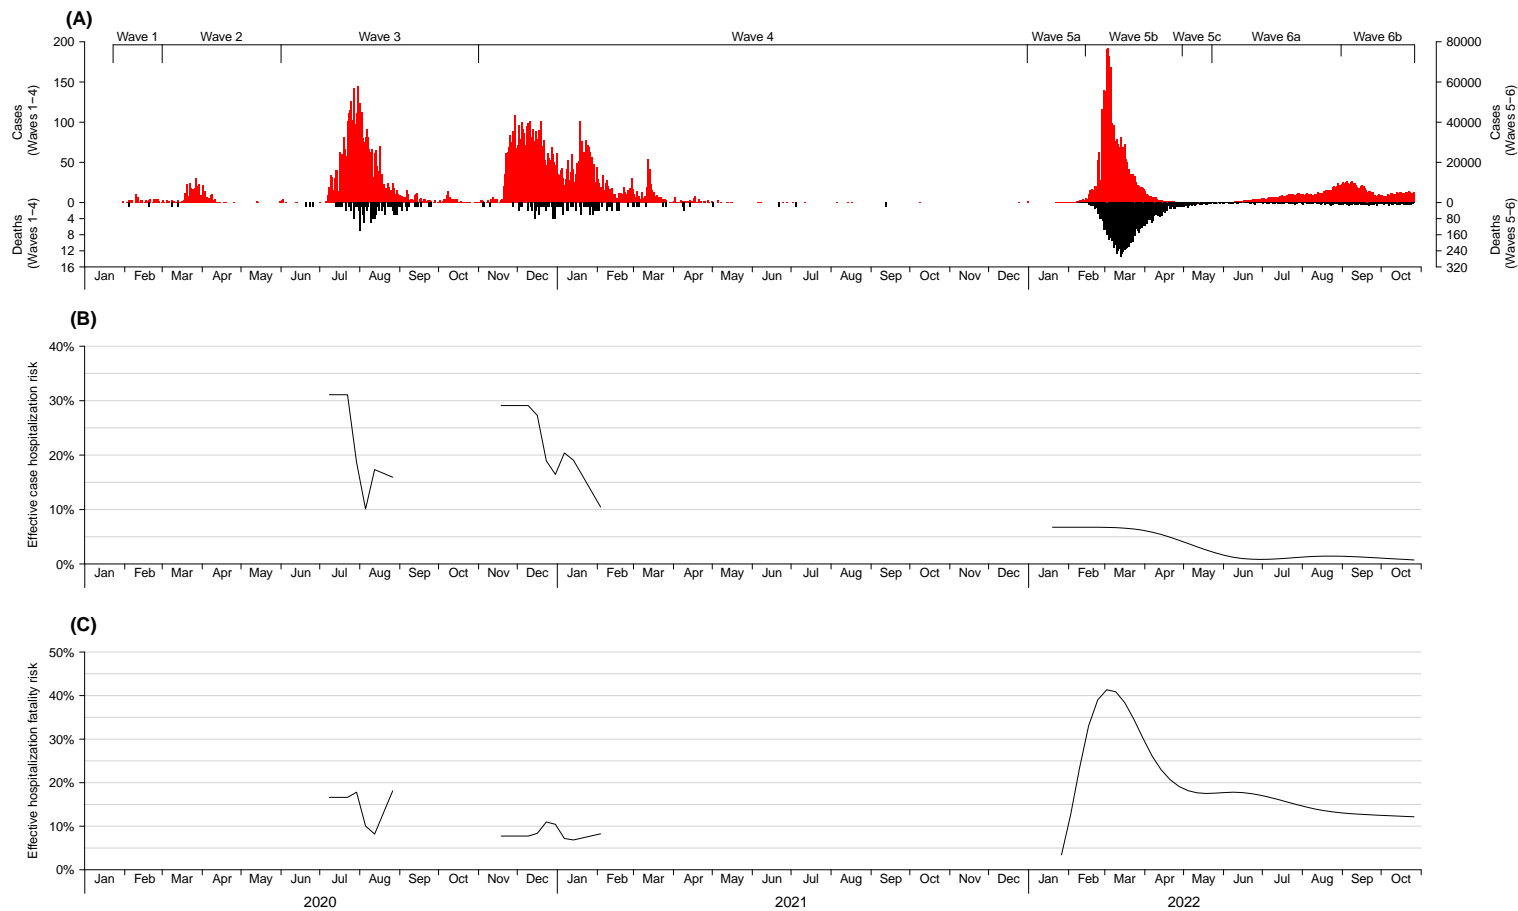 (A)
Wave 1 Wave 2 Wave 3 Wave 4 Wave 5a Wave 5b Wave 5c Wave 6a Wave 6b
Cases
(Waves 1−4)
200
150
100
50
0
Deaths
(Waves 1−4)
4
8
12
16
80000
60000
40000
20000
0
Cases
(Waves 5−6)
80
160
240
320
Deaths
(Waves 5−6)
Jan Feb Mar Apr May Jun Jul Aug Sep Oct Nov Dec Jan Feb Mar Apr May Jun Jul Aug Sep Oct Nov Dec Jan Feb Mar Apr May Jun Jul Aug Sep Oct
(B)
Effective case hospitalization risk
40%
30%
20%
10%
0%
Jan Feb Mar Apr May Jun Jul Aug Sep Oct Nov Dec Jan Feb Mar Apr May Jun Jul Aug Sep Oct Nov Dec Jan Feb Mar Apr May Jun Jul Aug Sep Oct
(C)
Effective hospitalization fatality risk
50%
40%
30%
20%
10%
0%
Jan Feb Mar Apr May Jun Jul Aug Sep Oct Nov Dec Jan Feb Mar Apr May Jun Jul Aug Sep Oct Nov Dec Jan Feb Mar Apr May Jun Jul Aug Sep Oct
2020 2021 2022